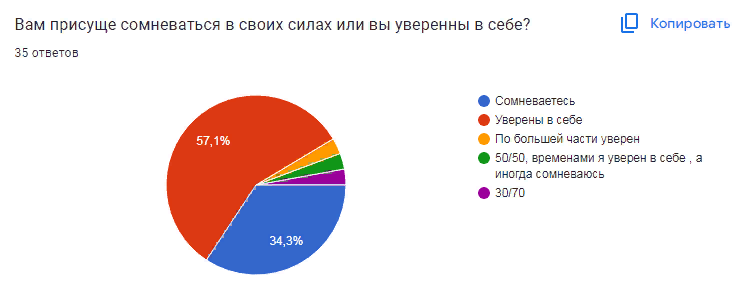 Вам присуще сомневаться в своих силах или вы уверенны в себе?
Копировать
35 ответов
57,1%
34,3%
Сомневаетесь
Уверены в себе
По большей части уверен
50/50, временами я уверен в себе , а
иногда сомневаюсь
30/70